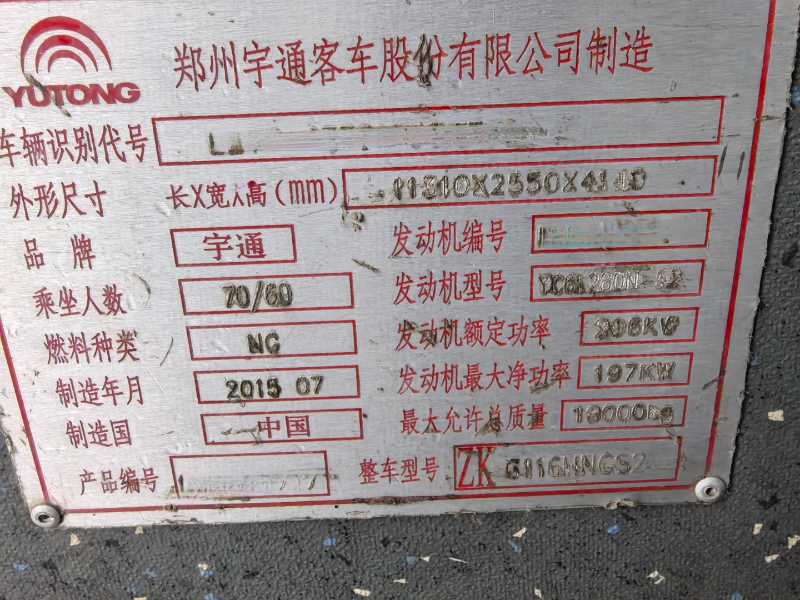 YUTONG
郑州宇通客车股份有限公司制造
车辆识别代号
外形尺寸 长X宽X高(mm) 11310X2550X4140
品牌 宇通 发动机编号
乘坐人数 70/60 发动机型号
燃料种类 NG 发动机额定功率 206KW
制造年月 2015 07 发动机最大净功率 197KW
制造国 中国 最大允许总质量 18000kg
产品编号 整车型号 ZK 6116HNGS2